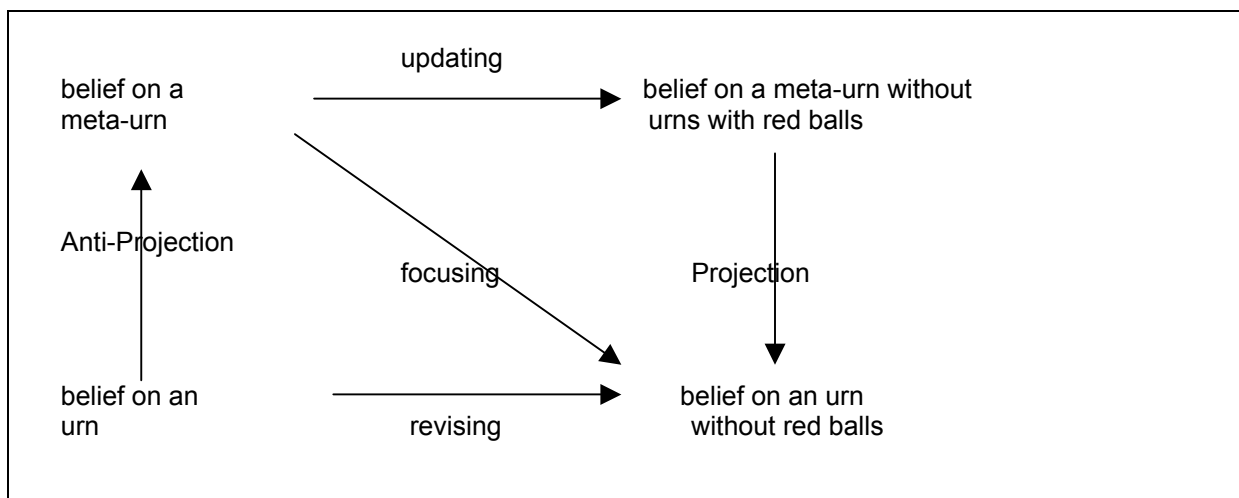 updating
belief on a
meta-urn
belief on a meta-urn without
urns with red balls
Anti-Projection
focusing
Projection
belief on an
urn
revising
belief on an urn
without red balls